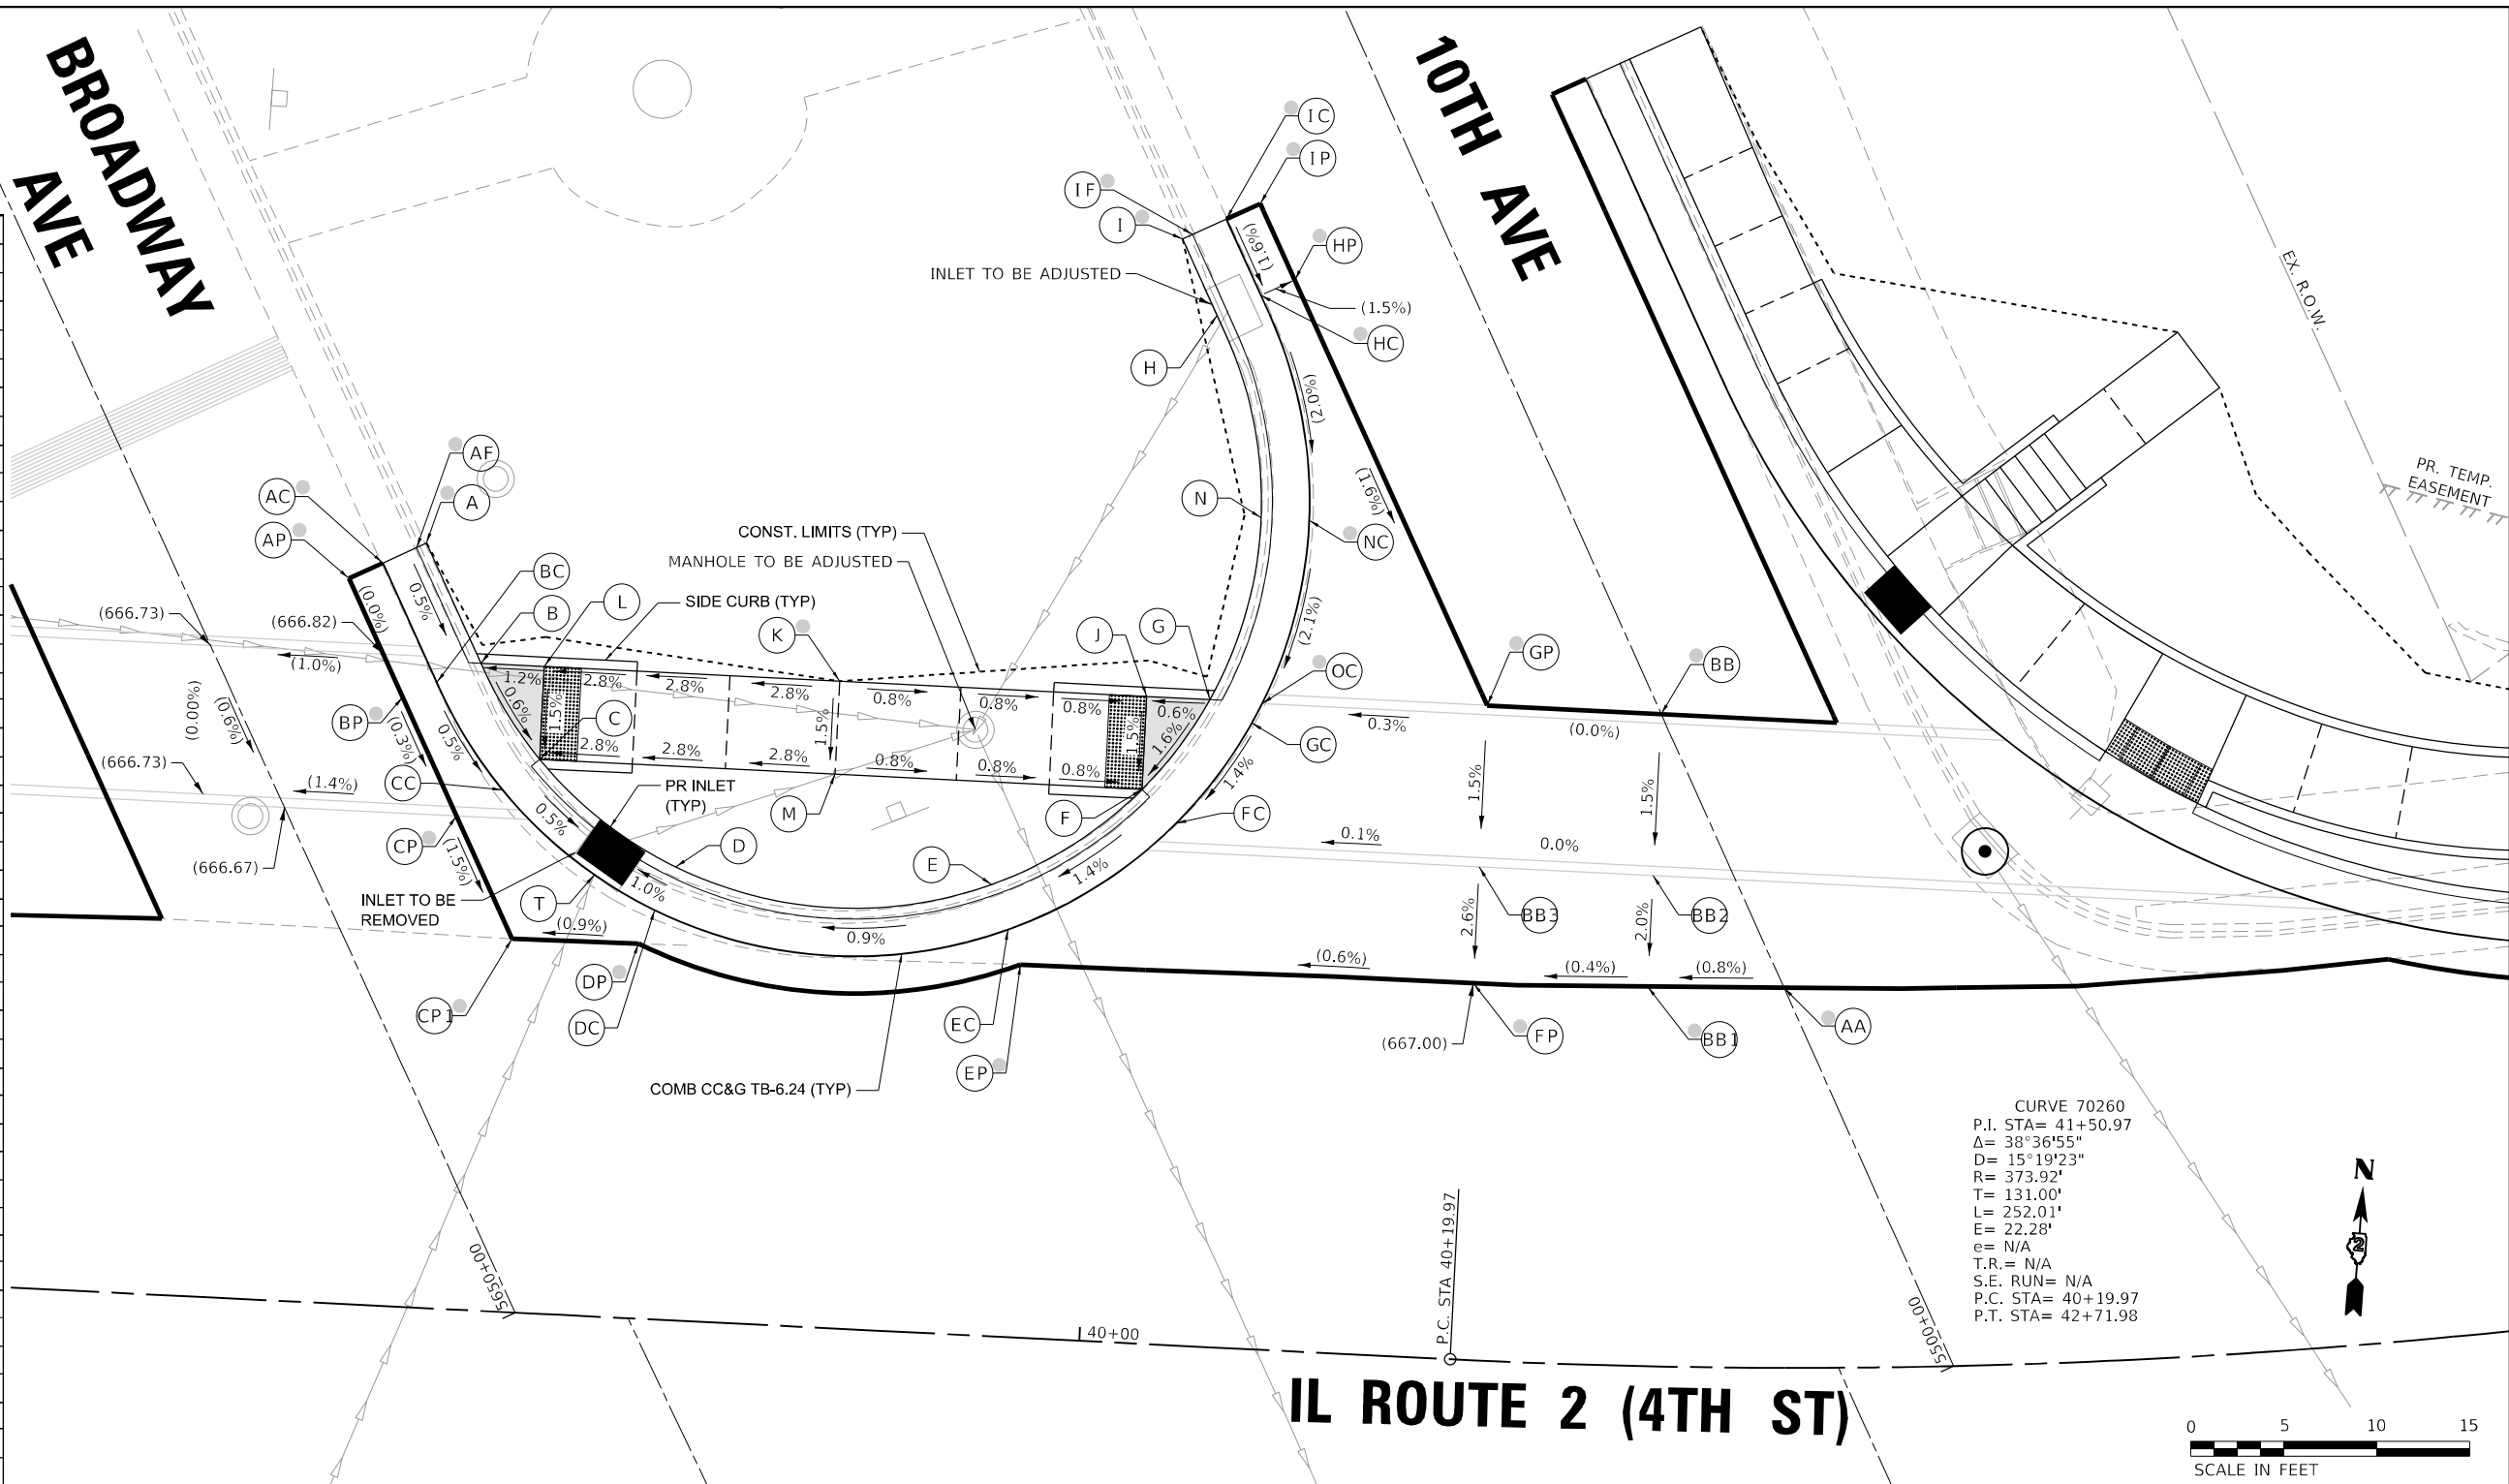 BROADWAY
AVE
10TH AVE
IC
IP
IF
I
HP
INLET TO BE ADJUSTED
(1.6%)
(1.5%)
HC
H
EX. R.O.W.
(2.0%)
AF
A
AC
AP
PR. TEMP.
EASEMENT
(1.6%)
N
NC
CONST. LIMITS (TYP)
MANHOLE TO BE ADJUSTED
BC
B
L
SIDE CURB (TYP)
K
J
G
(0.0%)
0.5%
(666.73)
(666.82)
(1.0%)
(2.1%)
GP
BB
OC
1.2%
2.8%
2.8%
2.8%
0.8%
0.8%
0.8%
0.6%
0.6%
1.5%
C
1.5%
1.5%
1.6%
(0.00%)
(0.6%)
BP
(0.3%)
0.5%
2.8%
2.8%
2.8%
0.8%
0.8%
0.8%
0.3%
(0.0%)
GC
(666.73)
(1.4%)
CC
PR INLET
(TYP)
M
F
1.4%
FC
1.5%
1.5%
0.5%
CP
(1.5%)
D
E
0.1%
0.0%
(666.67)
1.4%
INLET TO BE
REMOVED
T
1.0%
(0.9%)
0.9%
2.6%
BB3
2.0%
BB2
(0.6%)
(0.4%)
(0.8%)
DP
CP1
DC
EC
EP
(667.00)
FP
BB1
AA
COMB CC&G TB-6.24 (TYP)
CURVE 70260
P.I. STA= 41+50.97
Δ= 38°36'55"
D= 15°19'23"
R= 373.92'
T= 131.00'
L= 252.01'
E= 22.28'
e= N/A
T.R.= N/A
S.E. RUN= N/A
P.C. STA= 40+19.97
P.T. STA= 42+71.98
N
2
5650+00
40+00
P.C. STA 40+19.97
5500+00
IL ROUTE 2 (4TH ST)
0 5 10 15
SCALE IN FEET